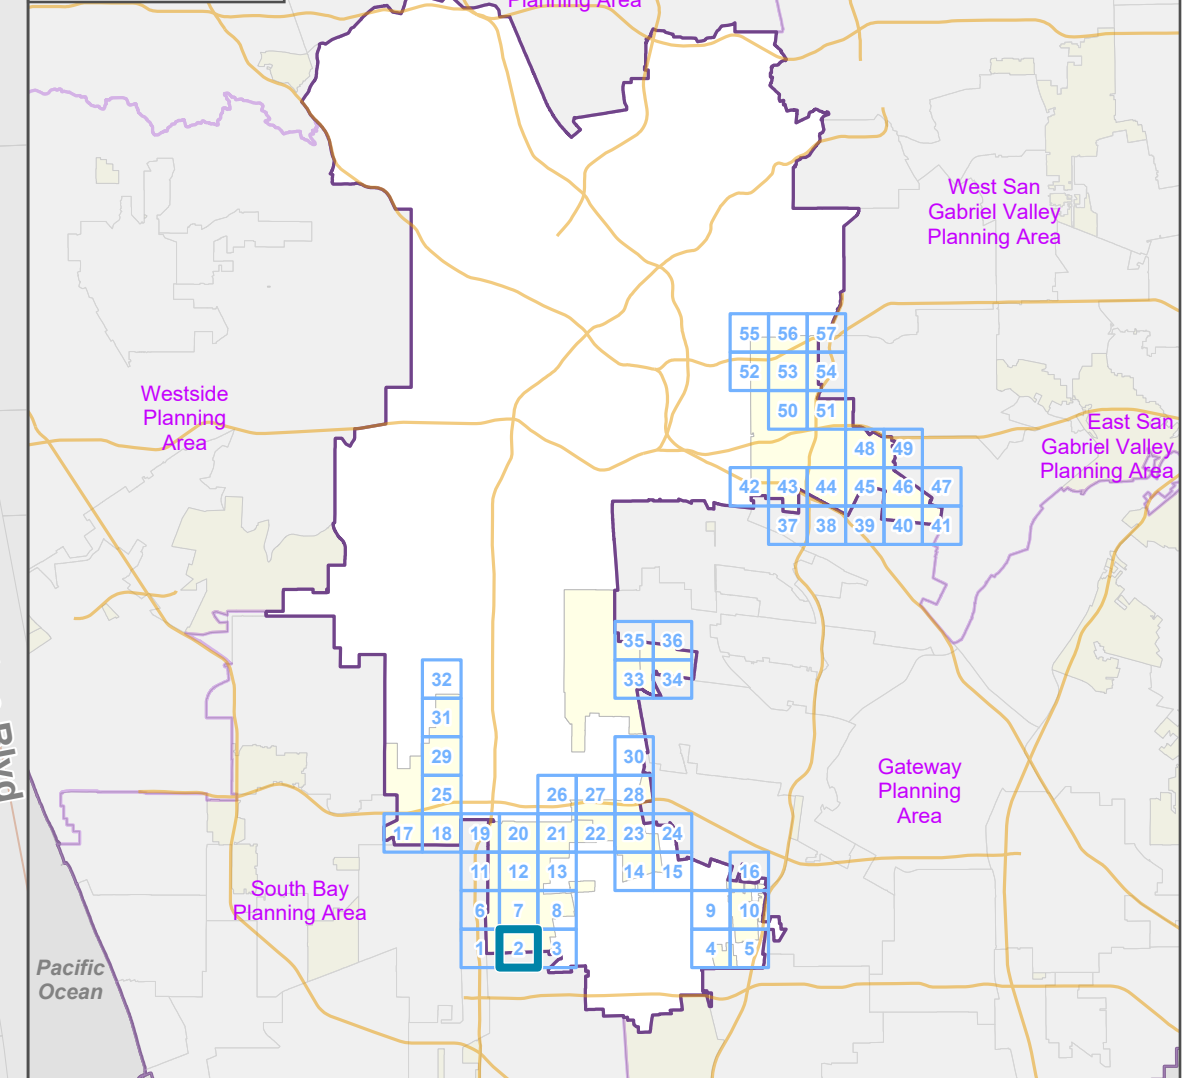 Planning Area
West San
Gabriel Valley
Planning Area
55 56 57
52 53 54
50 51
Westside
Planning
Area
East San
Gabriel Valley
Planning Area
48 49
42 43 44 45 46 47
37 38 39 40 41
35 36
33 34
32
31
29
30
25
26 27 28
17 18 19 20 21 22 23 24
11 12 13
14 15
16
6 7 8
9 10
1 2 3
4 5
Gateway
Planning
Area
South Bay
Planning Area
Pacific
Ocean
Blvd